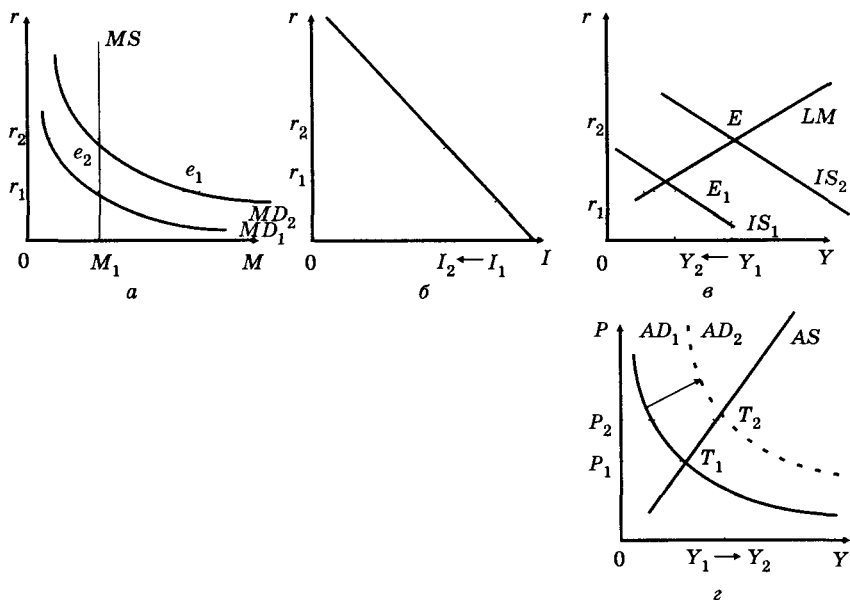 r
MS
r₂
r₁
e₂
e₁
MD₂
MD₁
0
M₁
M
а
r
r₂
r₁
0
I₂ ← I₁
I
б
r
r₂
r₁
E
LM
E₁
IS₂
IS₁
0
Y₂ ← Y₁
Y
в
P
AD₁
AD₂
AS
P₂
P₁
T₂
T₁
0
Y₁ → Y₂
Y
г